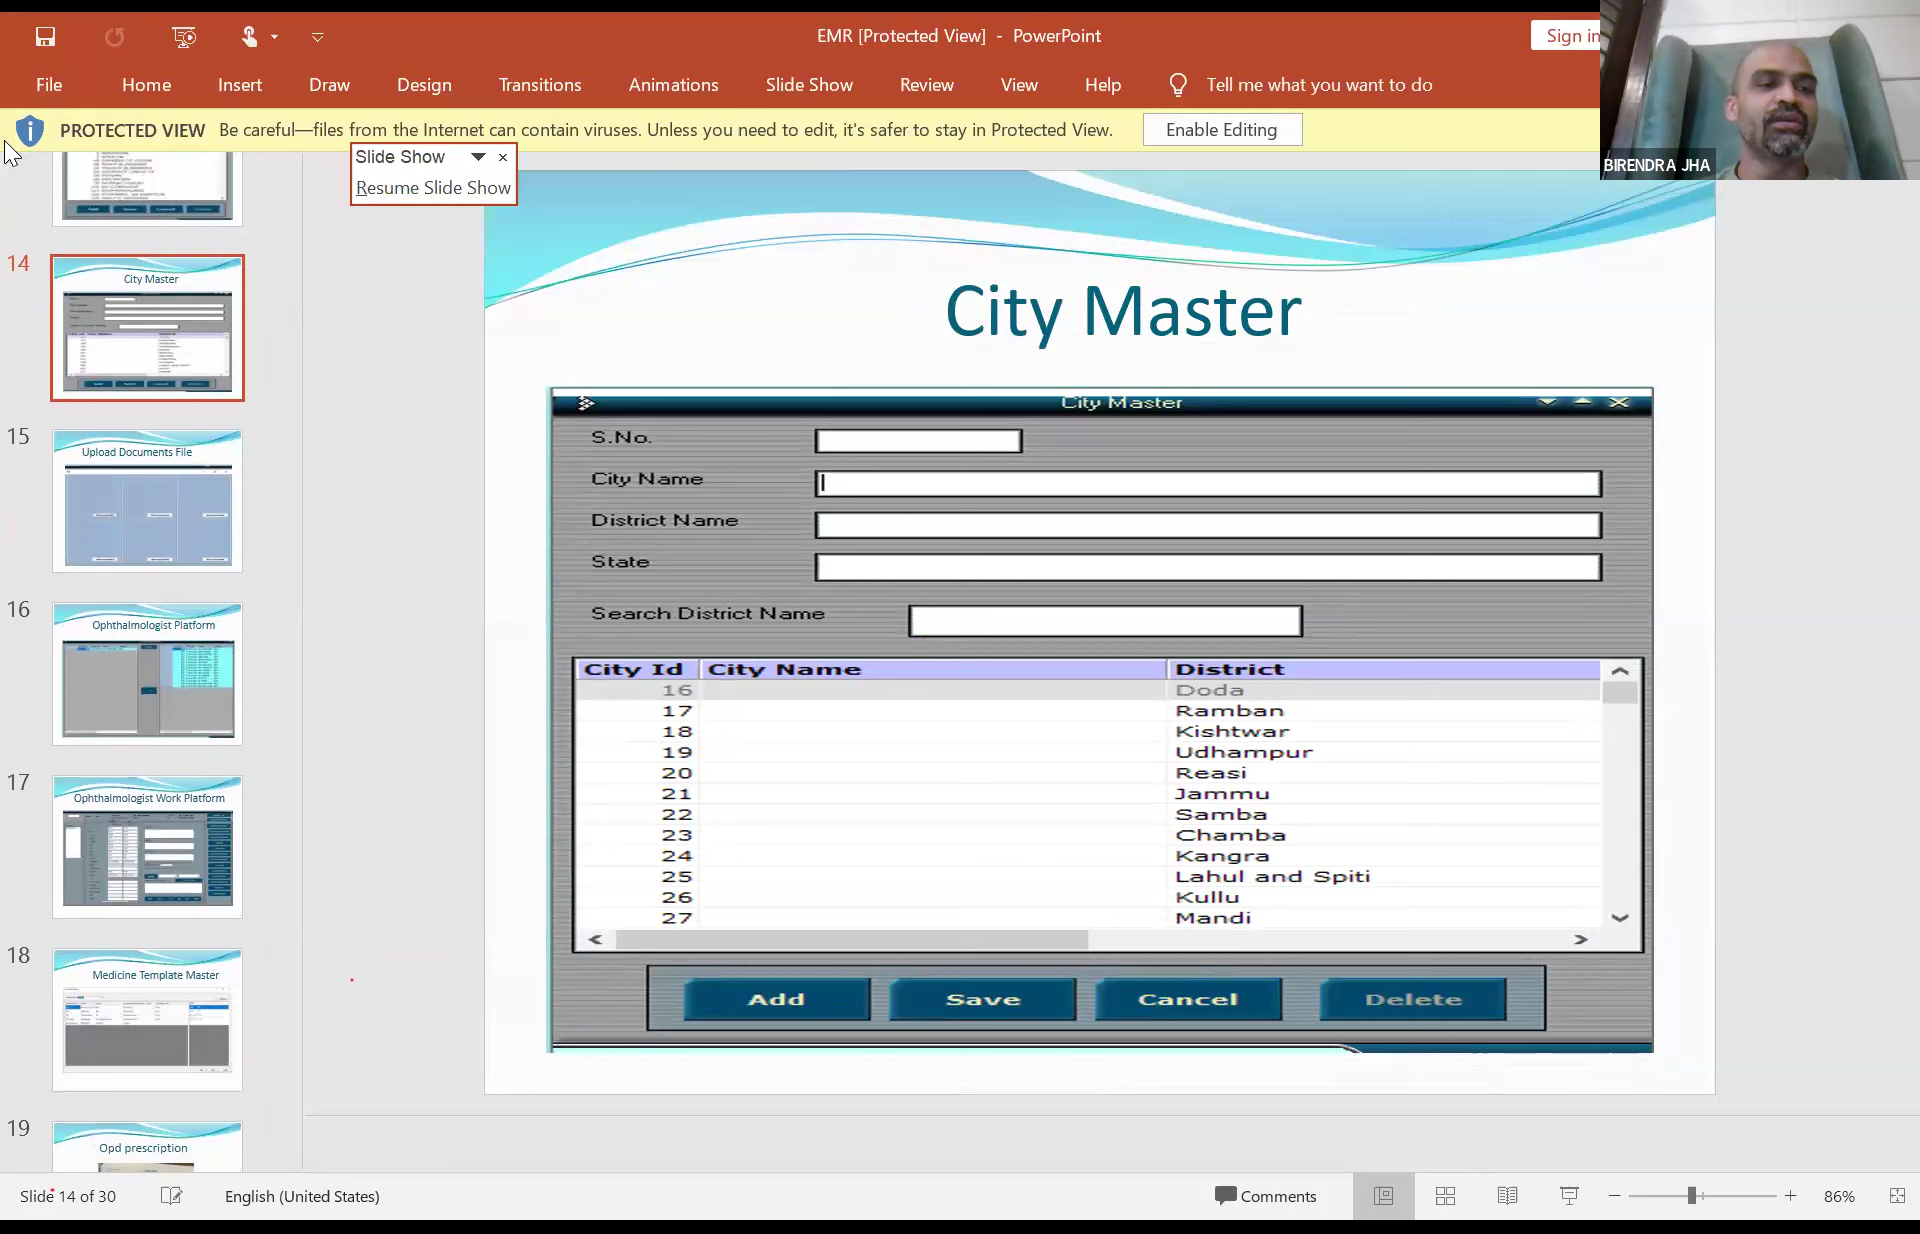 EMR [Protected View] - PowerPoint
Sign in
File Home Insert Draw Design Transitions Animations Slide Show Review View Help Tell me what you want to do
PROTECTED VIEW Be careful—files from the Internet can contain viruses. Unless you need to edit, it's safer to stay in Protected View. Enable Editing
BIRENDRA JHA
Slide Show
Resume Slide Show
14
City Master
15
Upload Documents File
16
Ophthalmologist Platform
17
Ophthalmologist Work Platform
18
Medicine Template Master
19
Opd prescription
City Master
City Master
S.No.
City Name
District Name
State
Search District Name
City Id City Name District
16 Doda
17 Ramban
18 Kishtwar
19 Udhampur
20 Reasi
21 Jammu
22 Samba
23 Chamba
24 Kangra
25 Lahul and Spiti
26 Kullu
27 Mandi
Add Save Cancel Delete
Slide 14 of 30 English (United States) Comments 86%